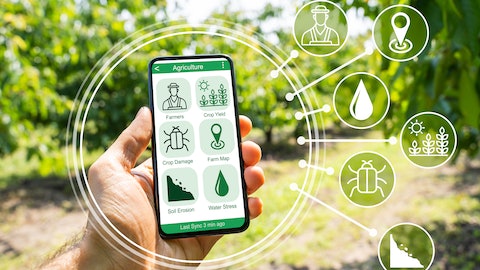 Agriculture
Farmers
Crop Yield
Crop Damage
Farm Map
Soil Erosion
Water Stress
Last Sync 3 min ago